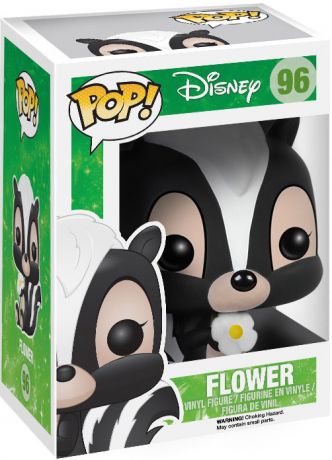 POP!
Disney
96
POP!
FLOWER
96
FLOWER
VINYL FIGURE / FIGURINE EN VINYLE /
FIGURA DE VINIL.
WARNING: Choking Hazard.
May contain small parts.